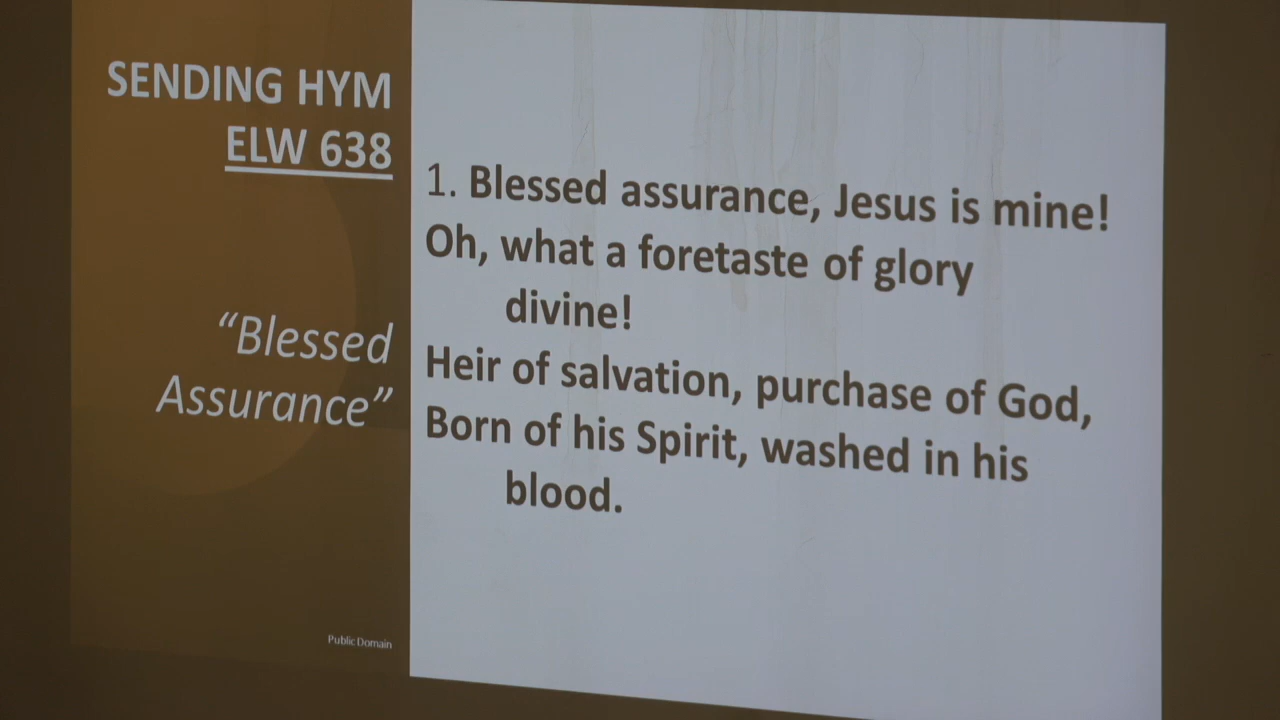 SENDING HYM
ELW 638
“Blessed
Assurance”
Public Domain
1. Blessed assurance, Jesus is mine!
Oh, what a foretaste of glory
divine!
Heir of salvation, purchase of God,
Born of his Spirit, washed in his
blood.